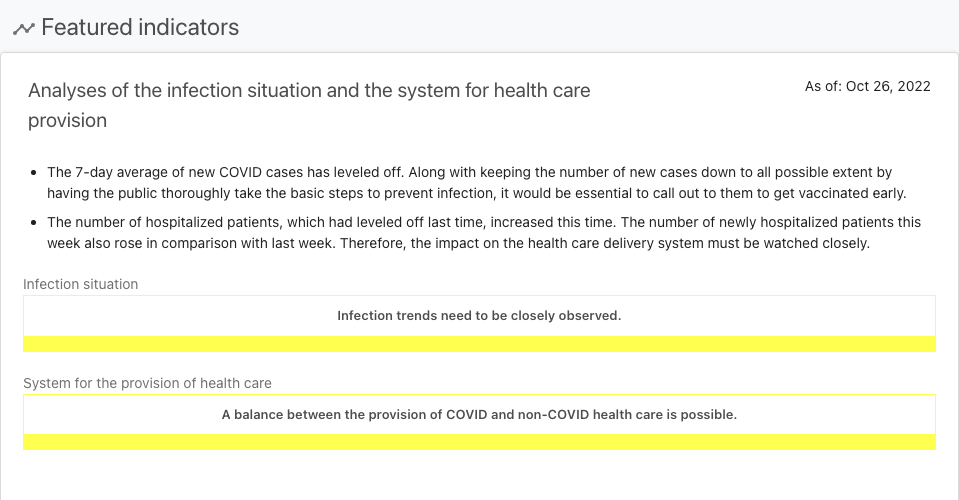 Featured indicators
Analyses of the infection situation and the system for health care
provision
As of: Oct 26, 2022
The 7-day average of new COVID cases has leveled off. Along with keeping the number of new cases down to all possible extent by
having the public thoroughly take the basic steps to prevent infection, it would be essential to call out to them to get vaccinated early.
The number of hospitalized patients, which had leveled off last time, increased this time. The number of newly hospitalized patients this
week also rose in comparison with last week. Therefore, the impact on the health care delivery system must be watched closely.
Infection situation
Infection trends need to be closely observed.
System for the provision of health care
A balance between the provision of COVID and non-COVID health care is possible.